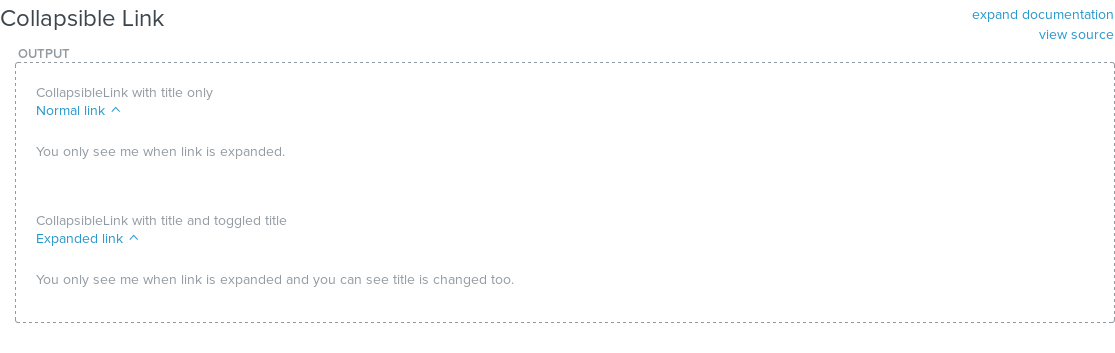 Collapsible Link
expand documentation
view source
OUTPUT
CollapsibleLink with title only
Normal link
You only see me when link is expanded.
CollapsibleLink with title and toggled title
Expanded link
You only see me when link is expanded and you can see title is changed too.